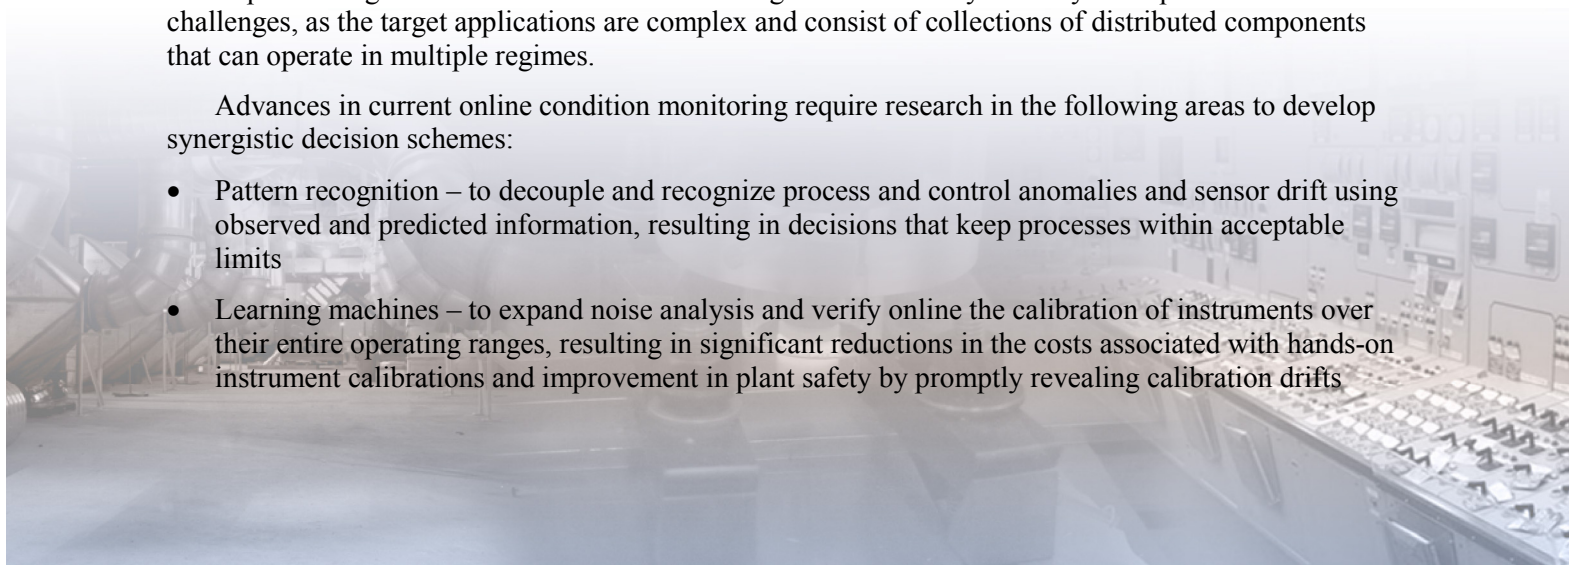 challenges, as the target applications are complex and consist of collections of distributed components
that can operate in multiple regimes.
Advances in current online condition monitoring require research in the following areas to develop
synergistic decision schemes:
• Pattern recognition – to decouple and recognize process and control anomalies and sensor drift using
observed and predicted information, resulting in decisions that keep processes within acceptable
limits
• Learning machines – to expand noise analysis and verify online the calibration of instruments over
their entire operating ranges, resulting in significant reductions in the costs associated with hands-on
instrument calibrations and improvement in plant safety by promptly revealing calibration drifts